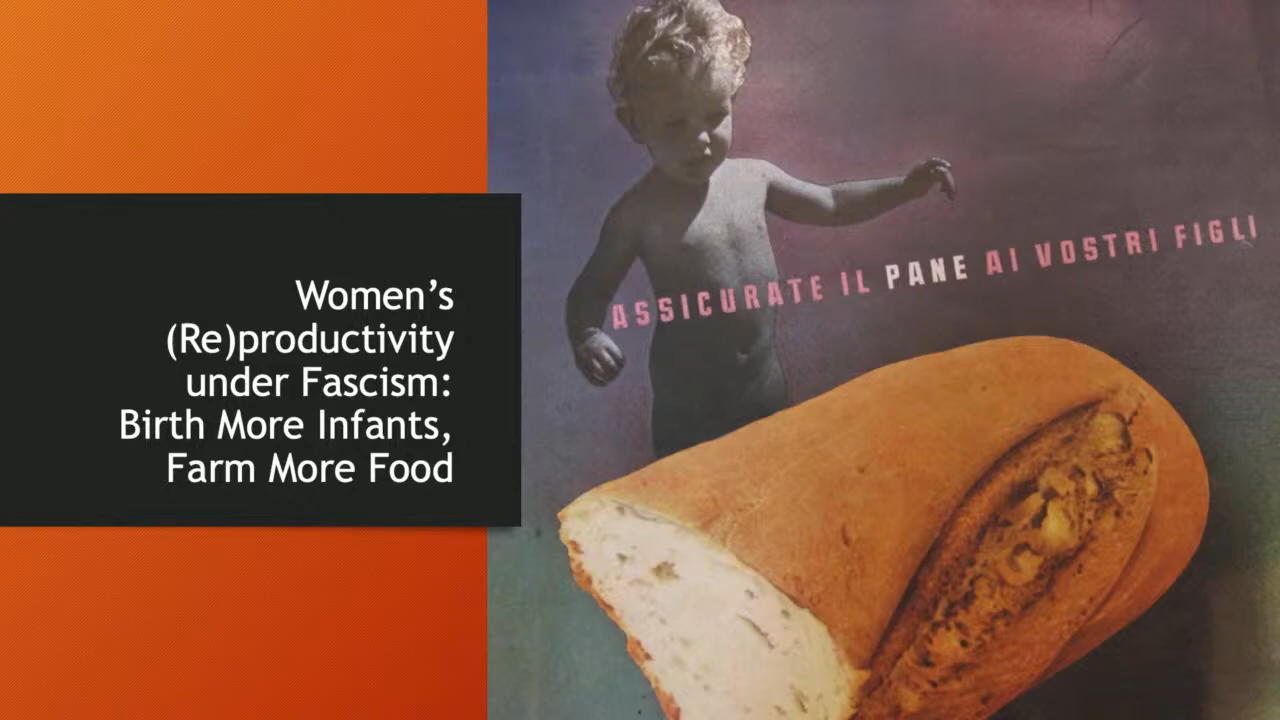 Women’s
(Re)productivity
under Fascism:
Birth More Infants,
Farm More Food
ASSICURATE IL PANE AI VOSTRI FIGLI